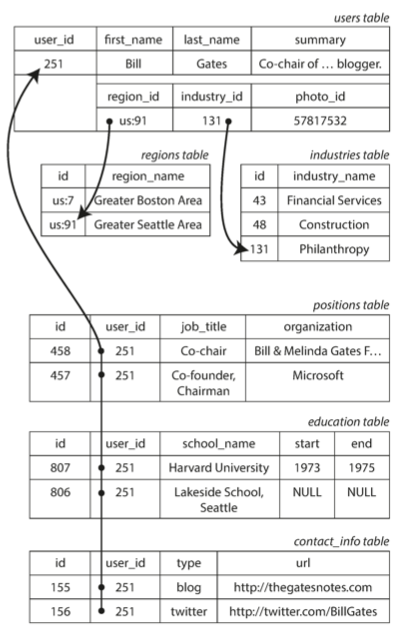 users table
user_id first_name last_name summary
251 Bill Gates Co-chair of … blogger.
region_id industry_id photo_id
us:91 131 57817532
regions table
id region_name
us:7 Greater Boston Area
us:91 Greater Seattle Area
industries table
id industry_name
43 Financial Services
48 Construction
131 Philanthropy
positions table
id user_id job_title organization
458 251 Co-chair Bill & Melinda Gates F…
457 251 Co-founder, Microsoft
Chairman
education table
id user_id school_name start end
807 251 Harvard University 1973 1975
806 251 Lakeside School, NULL NULL
Seattle
contact_info table
id user_id type url
155 251 blog http://thegatesnotes.com
156 251 twitter http://twitter.com/BillGates